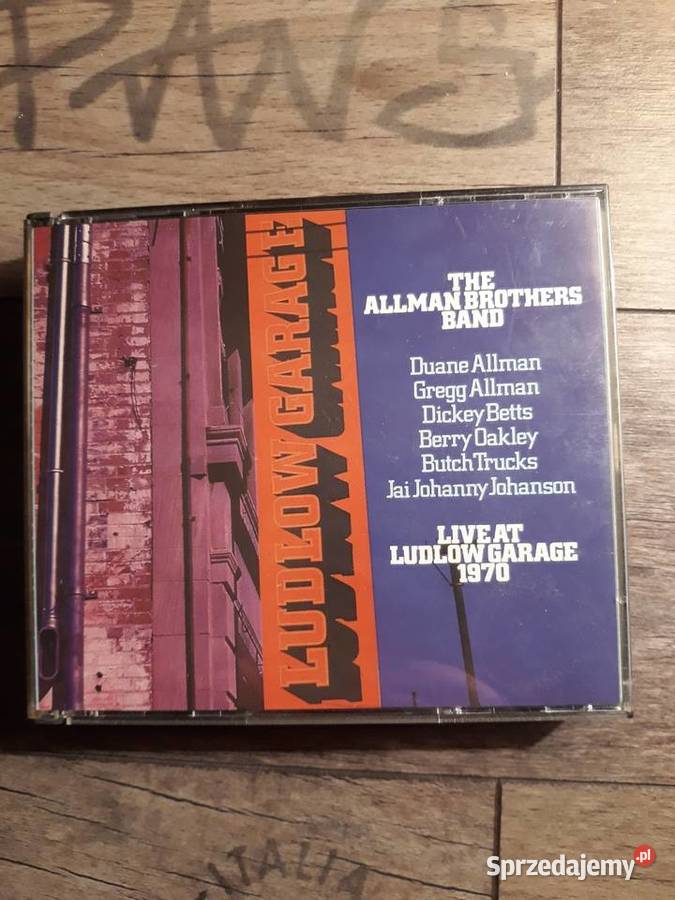 PAWS
LUDLOW GARAGE
THE
ALLMAN BROTHERS
BAND
Duane Allman
Gregg Allman
Dickey Betts
Berry Oakley
Butch Trucks
Jai Johanny Johanson
LIVE AT
LUDLOW GARAGE
1970
ITALIA
Sprzedajemy.pl